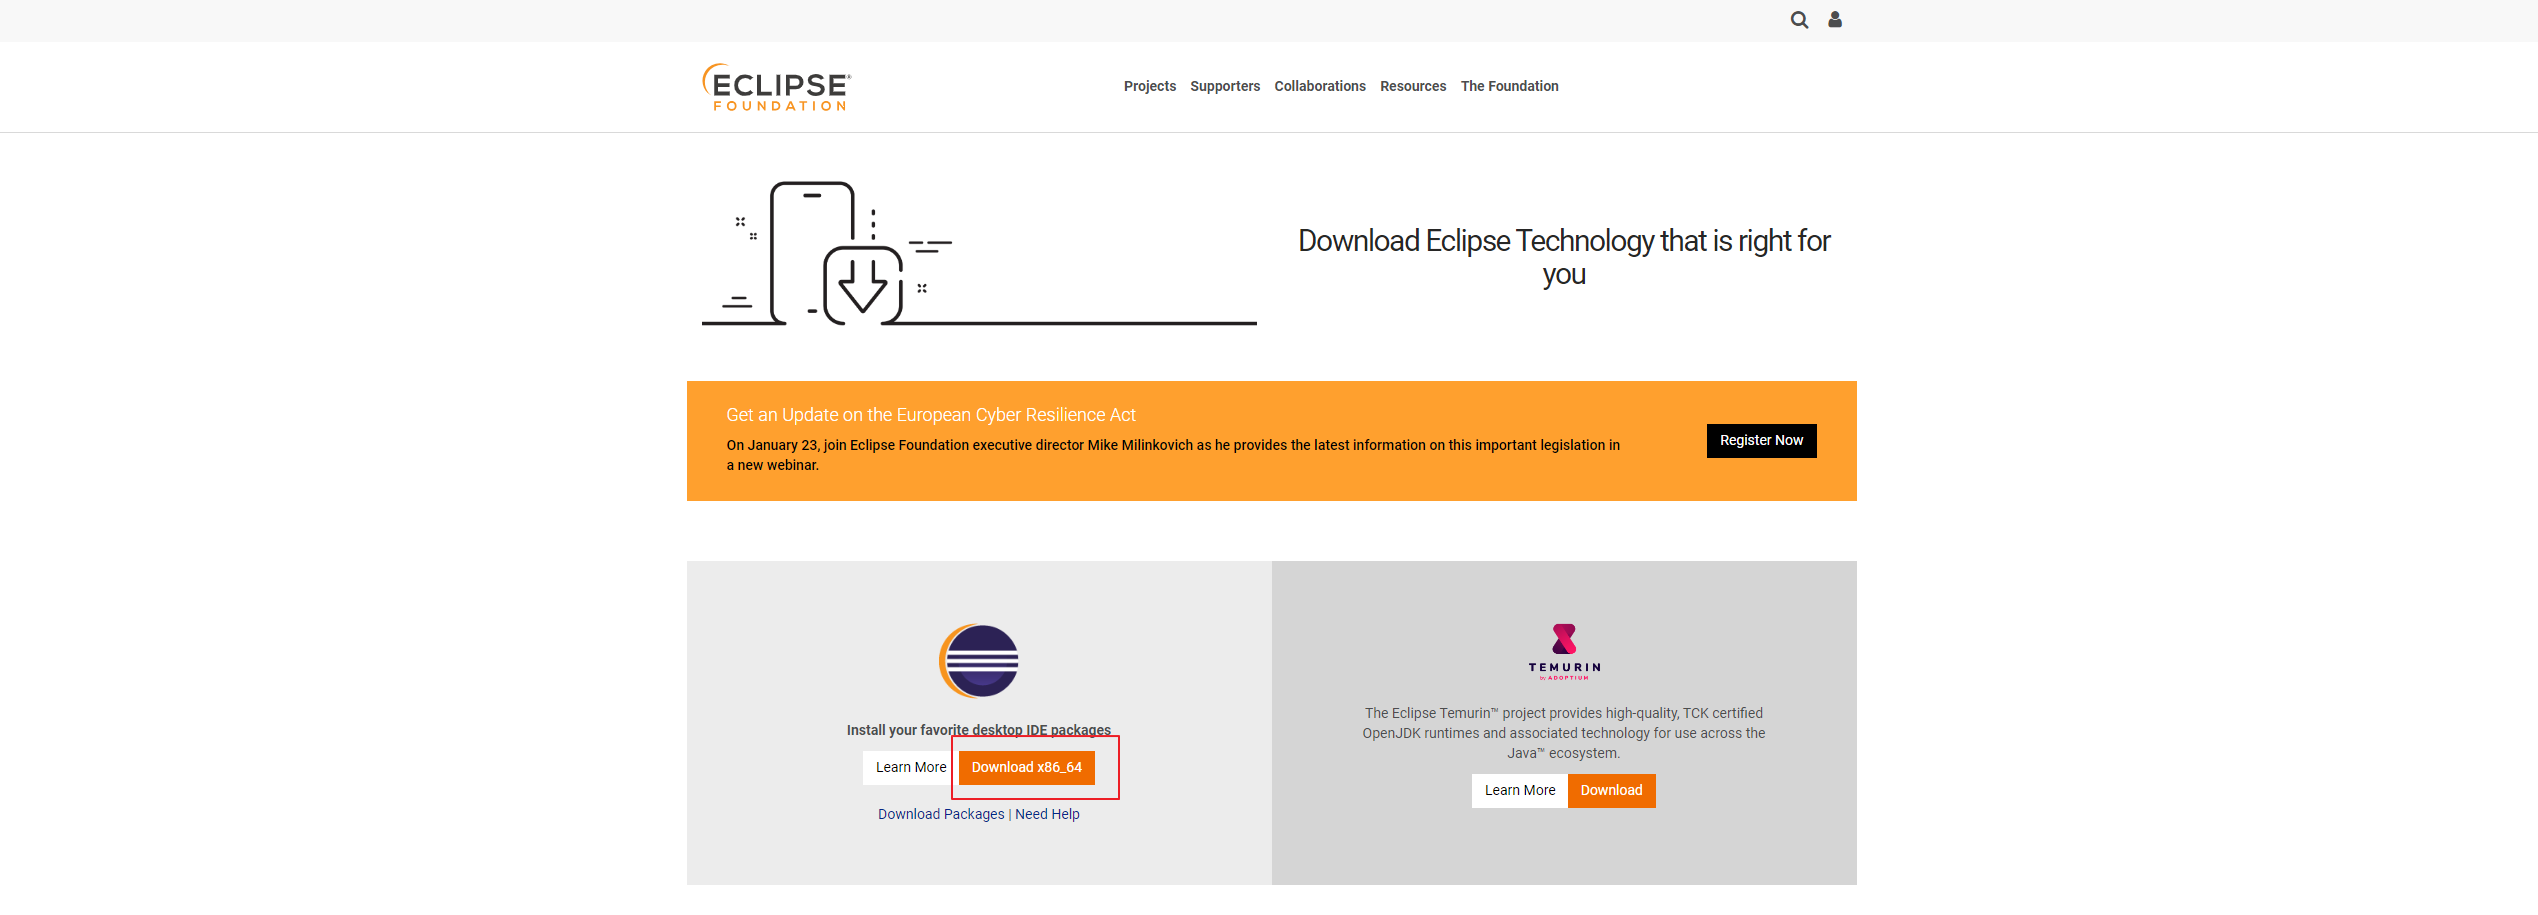 ECLIPSE®
FOUNDATION
Projects Supporters Collaborations Resources The Foundation
Download Eclipse Technology that is right for
you
Get an Update on the European Cyber Resilience Act
On January 23, join Eclipse Foundation executive director Mike Milinkovich as he provides the latest information on this important legislation in
a new webinar.
Register Now
Install your favorite desktop IDE packages
Learn More Download x86_64
Download Packages | Need Help
TEMURIN
by ADOPTIUM
The Eclipse Temurin™ project provides high-quality, TCK certified
OpenJDK runtimes and associated technology for use across the
Java™ ecosystem.
Learn More Download